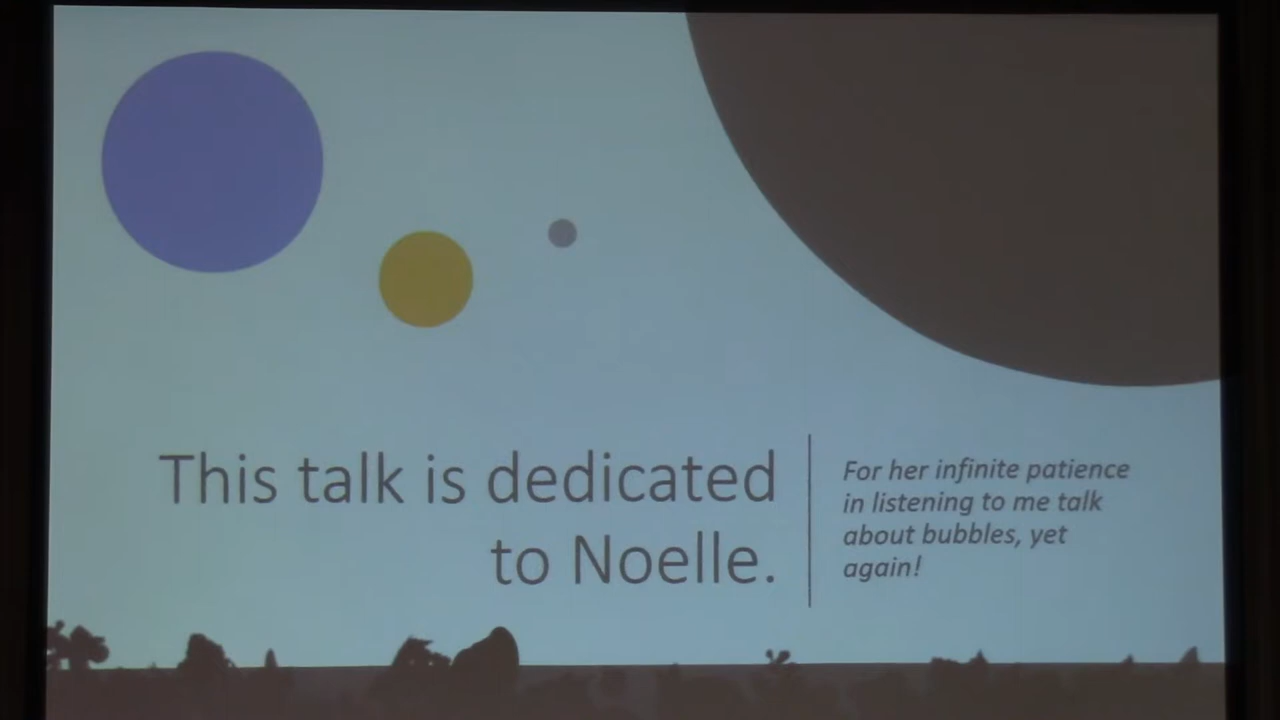 This talk is dedicated
to Noelle.
For her infinite patience
in listening to me talk
about bubbles, yet
again!